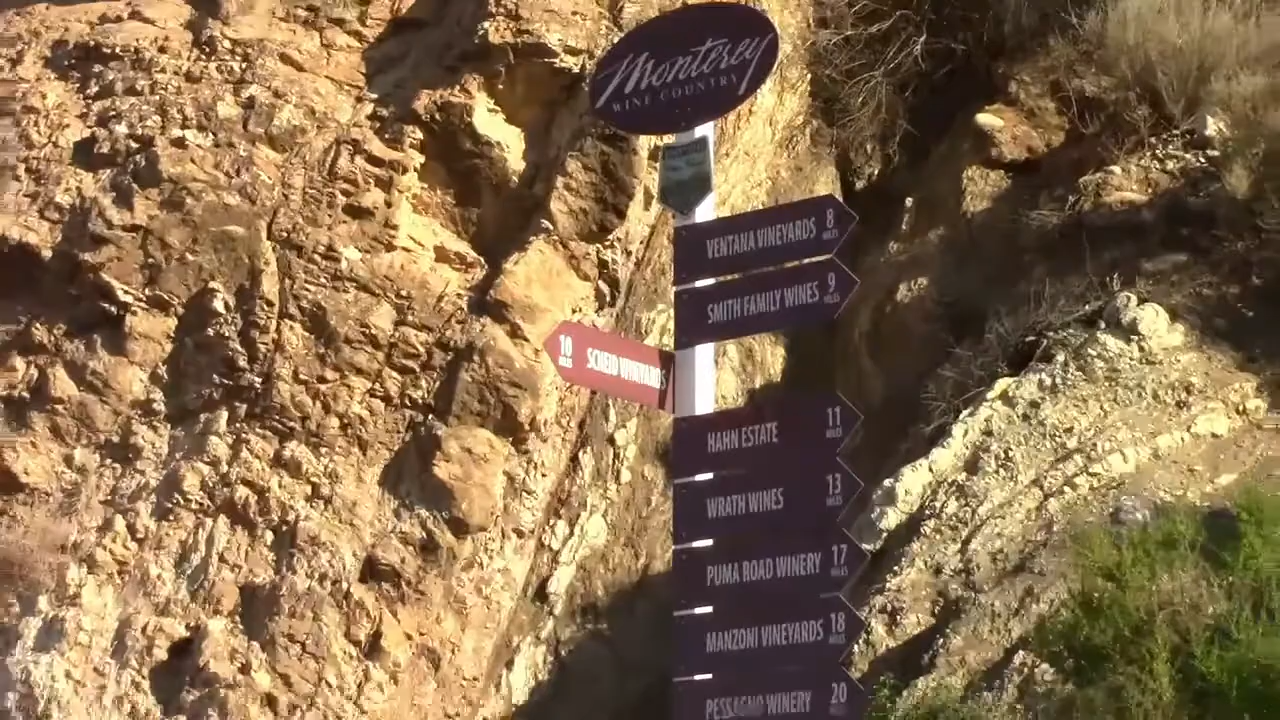 Monterey
WINE COUNTRY
VENTANA VINEYARDS 8 MILES
SMITH FAMILY WINES 9 MILES
10 MILES SCHEID VINEYARDS
HAHN ESTATE 11 MILES
WRATH WINES 13 MILES
PUMA ROAD WINERY 17 MILES
MANZONI VINEYARDS 18 MILES
PESSAGNO WINERY 20